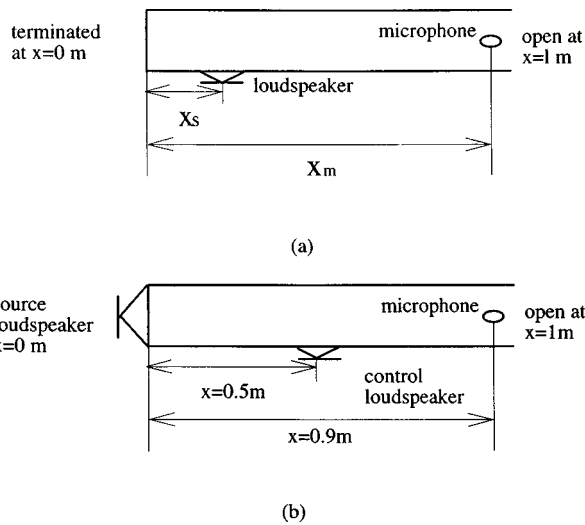 terminated
at x=0 m
microphone
open at
x=l m
loudspeaker
Xs
Xm
(a)
ource
oudspeaker
x=0 m
microphone
open at
x=1m
control
loudspeaker
x=0.5m
x=0.9m
(b)